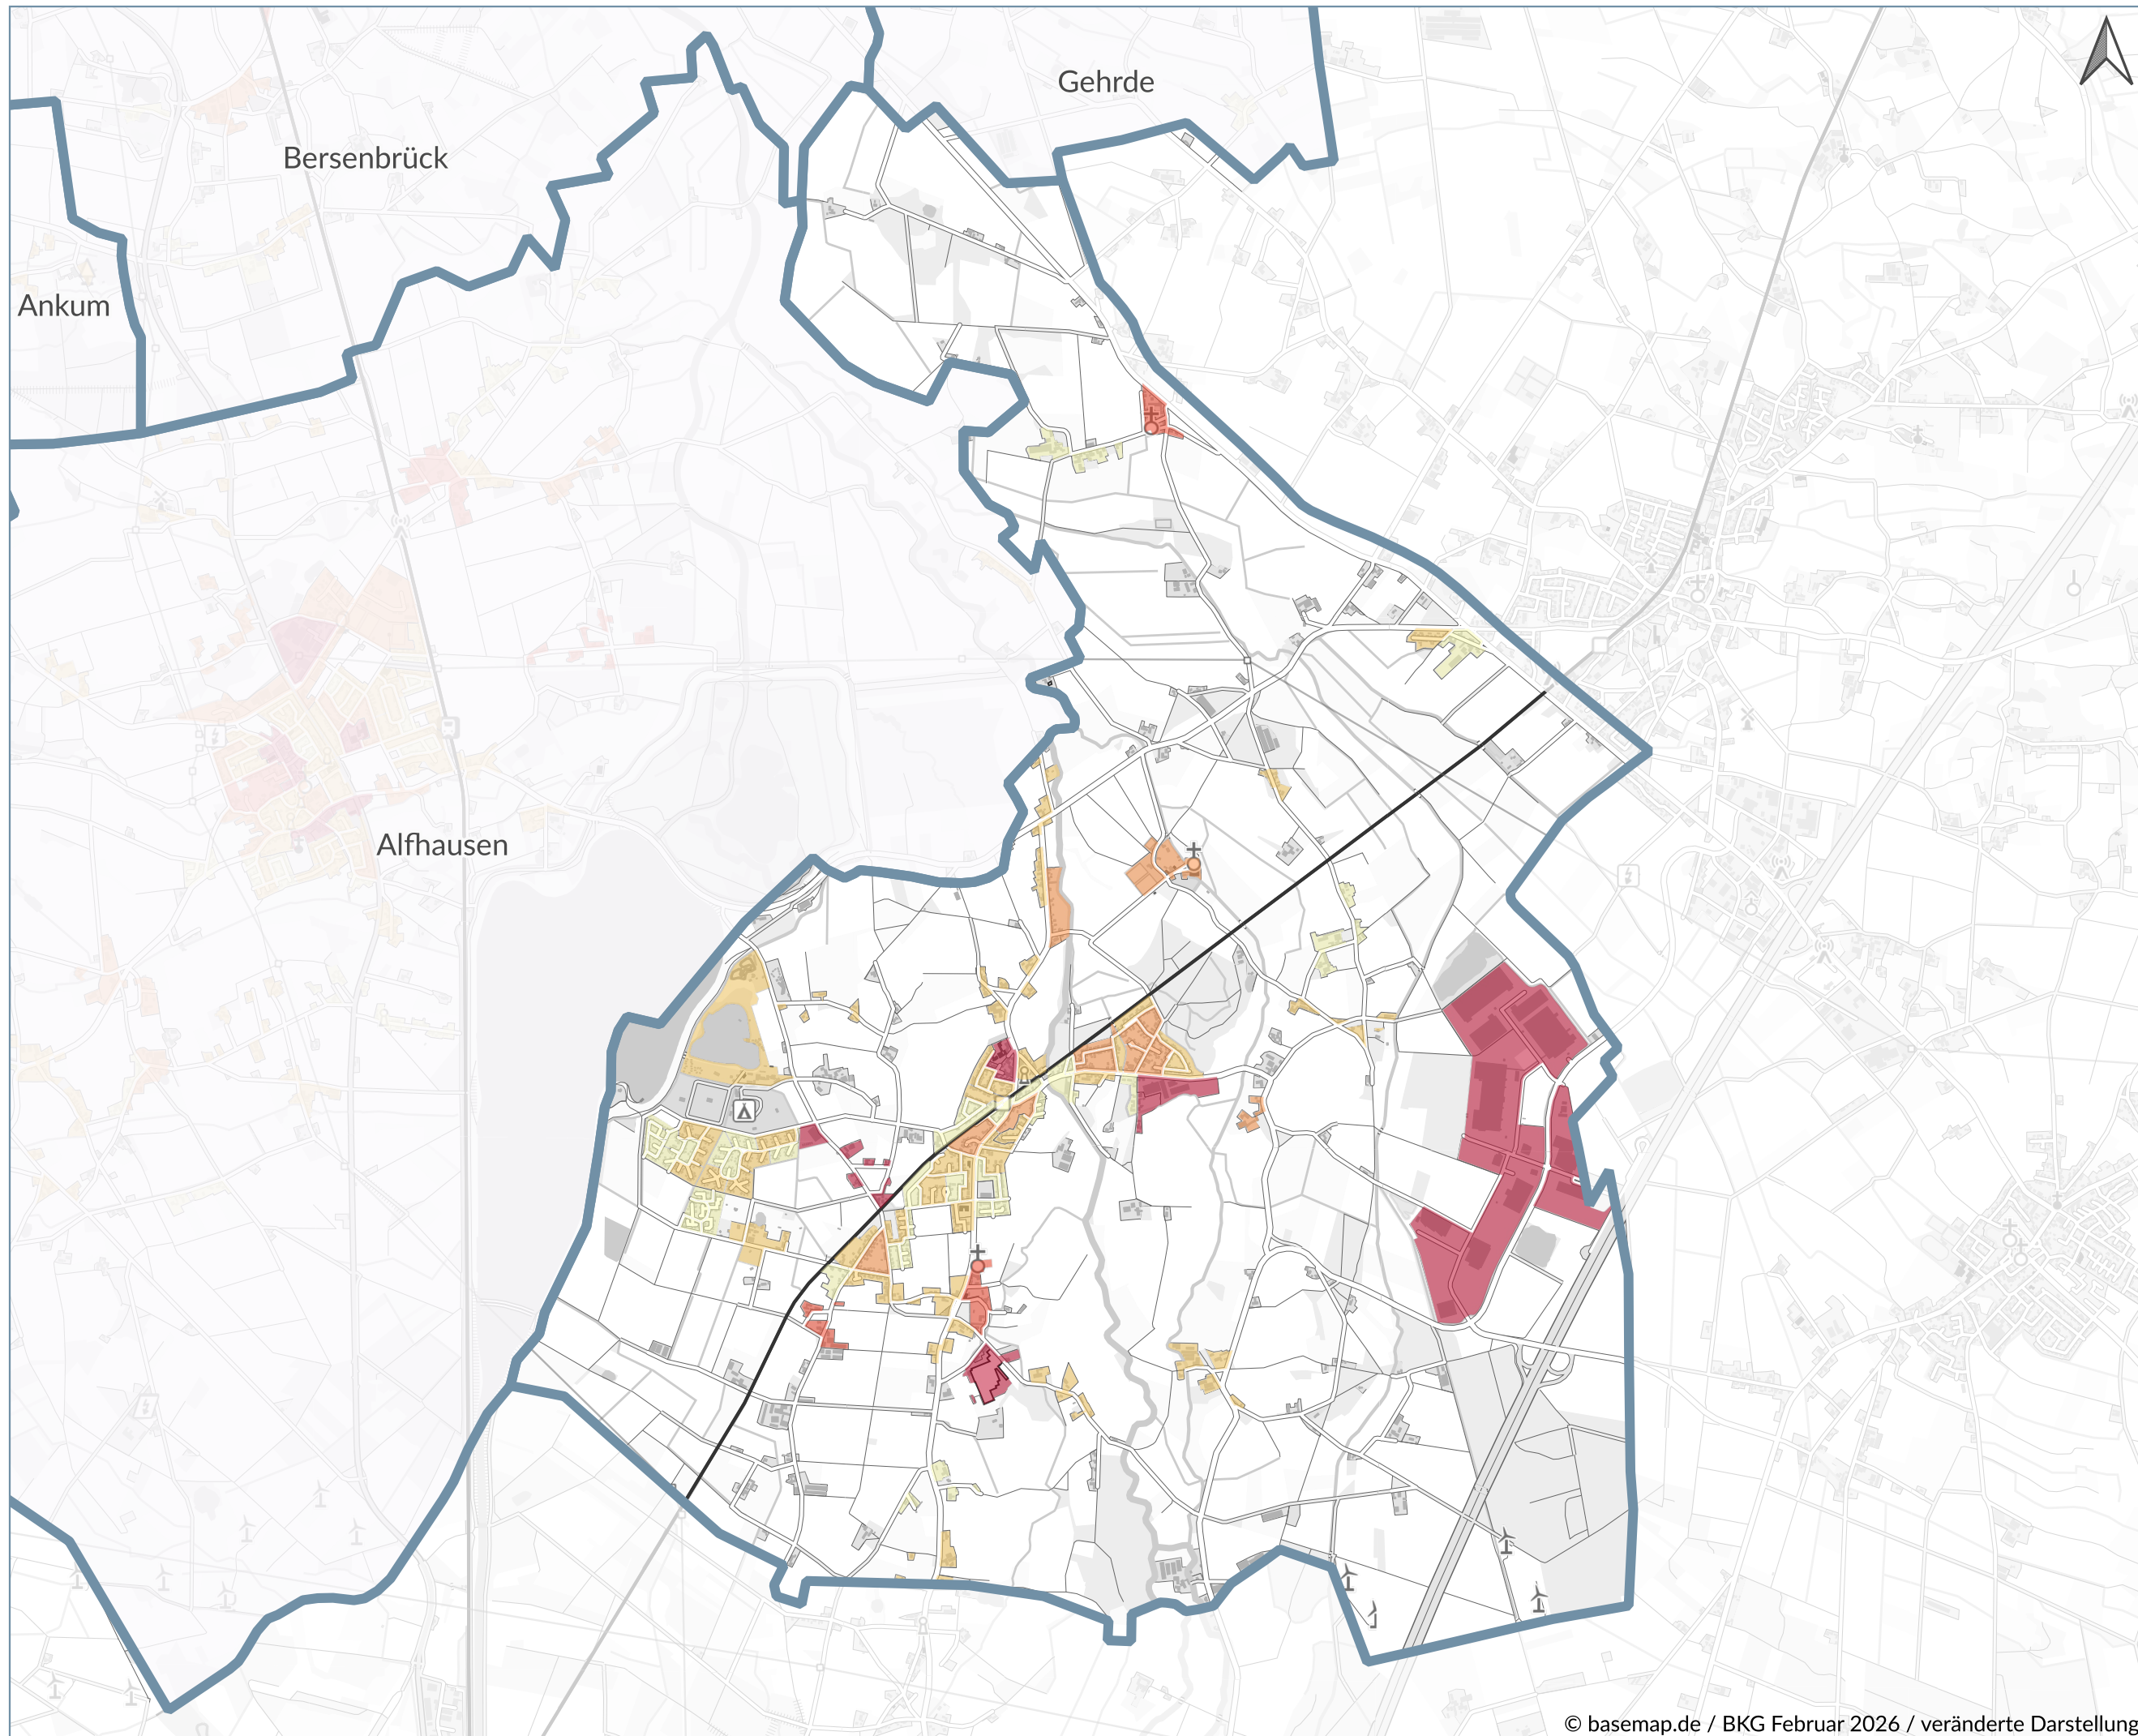 Gehrde
Bersenbrück
Ankum
Alfhausen
© basemap.de / BKG Februar 2026 / veränderte Darstellung